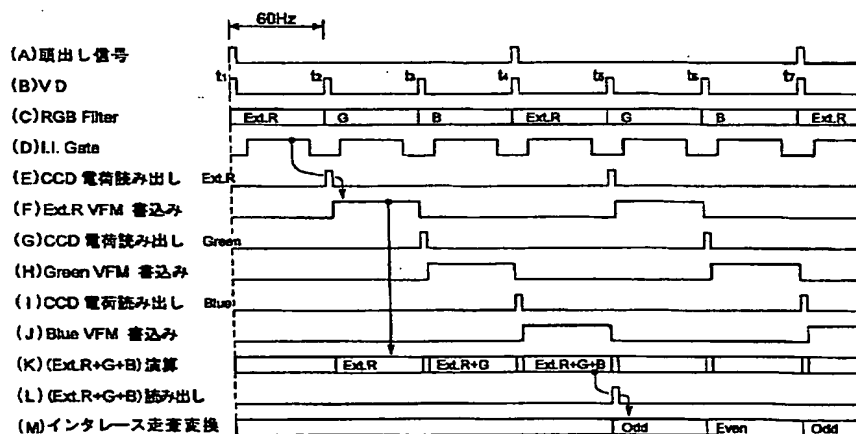 60Hz
(A)頭出し信号
t1 t2 t3 t4 t5 t6 t7
(B)V D
(C)RGB Filter Ext.R G B Ext.R G B Ext.R
(D)I.I. Gate
(E)CCD 電荷読み出し Ext.R
(F)Ext.R VFM 書込み
(G)CCD 電荷読み出し Green
(H)Green VFM 書込み
(I)CCD 電荷読み出し Blue
(J)Blue VFM 書込み
(K)(Ext.R+G+B)演算 Ext.R Ext.R+G Ext.R+G+B
(L)(Ext.R+G+B)読み出し
(M)インタレース走査変換 Odd Even Odd